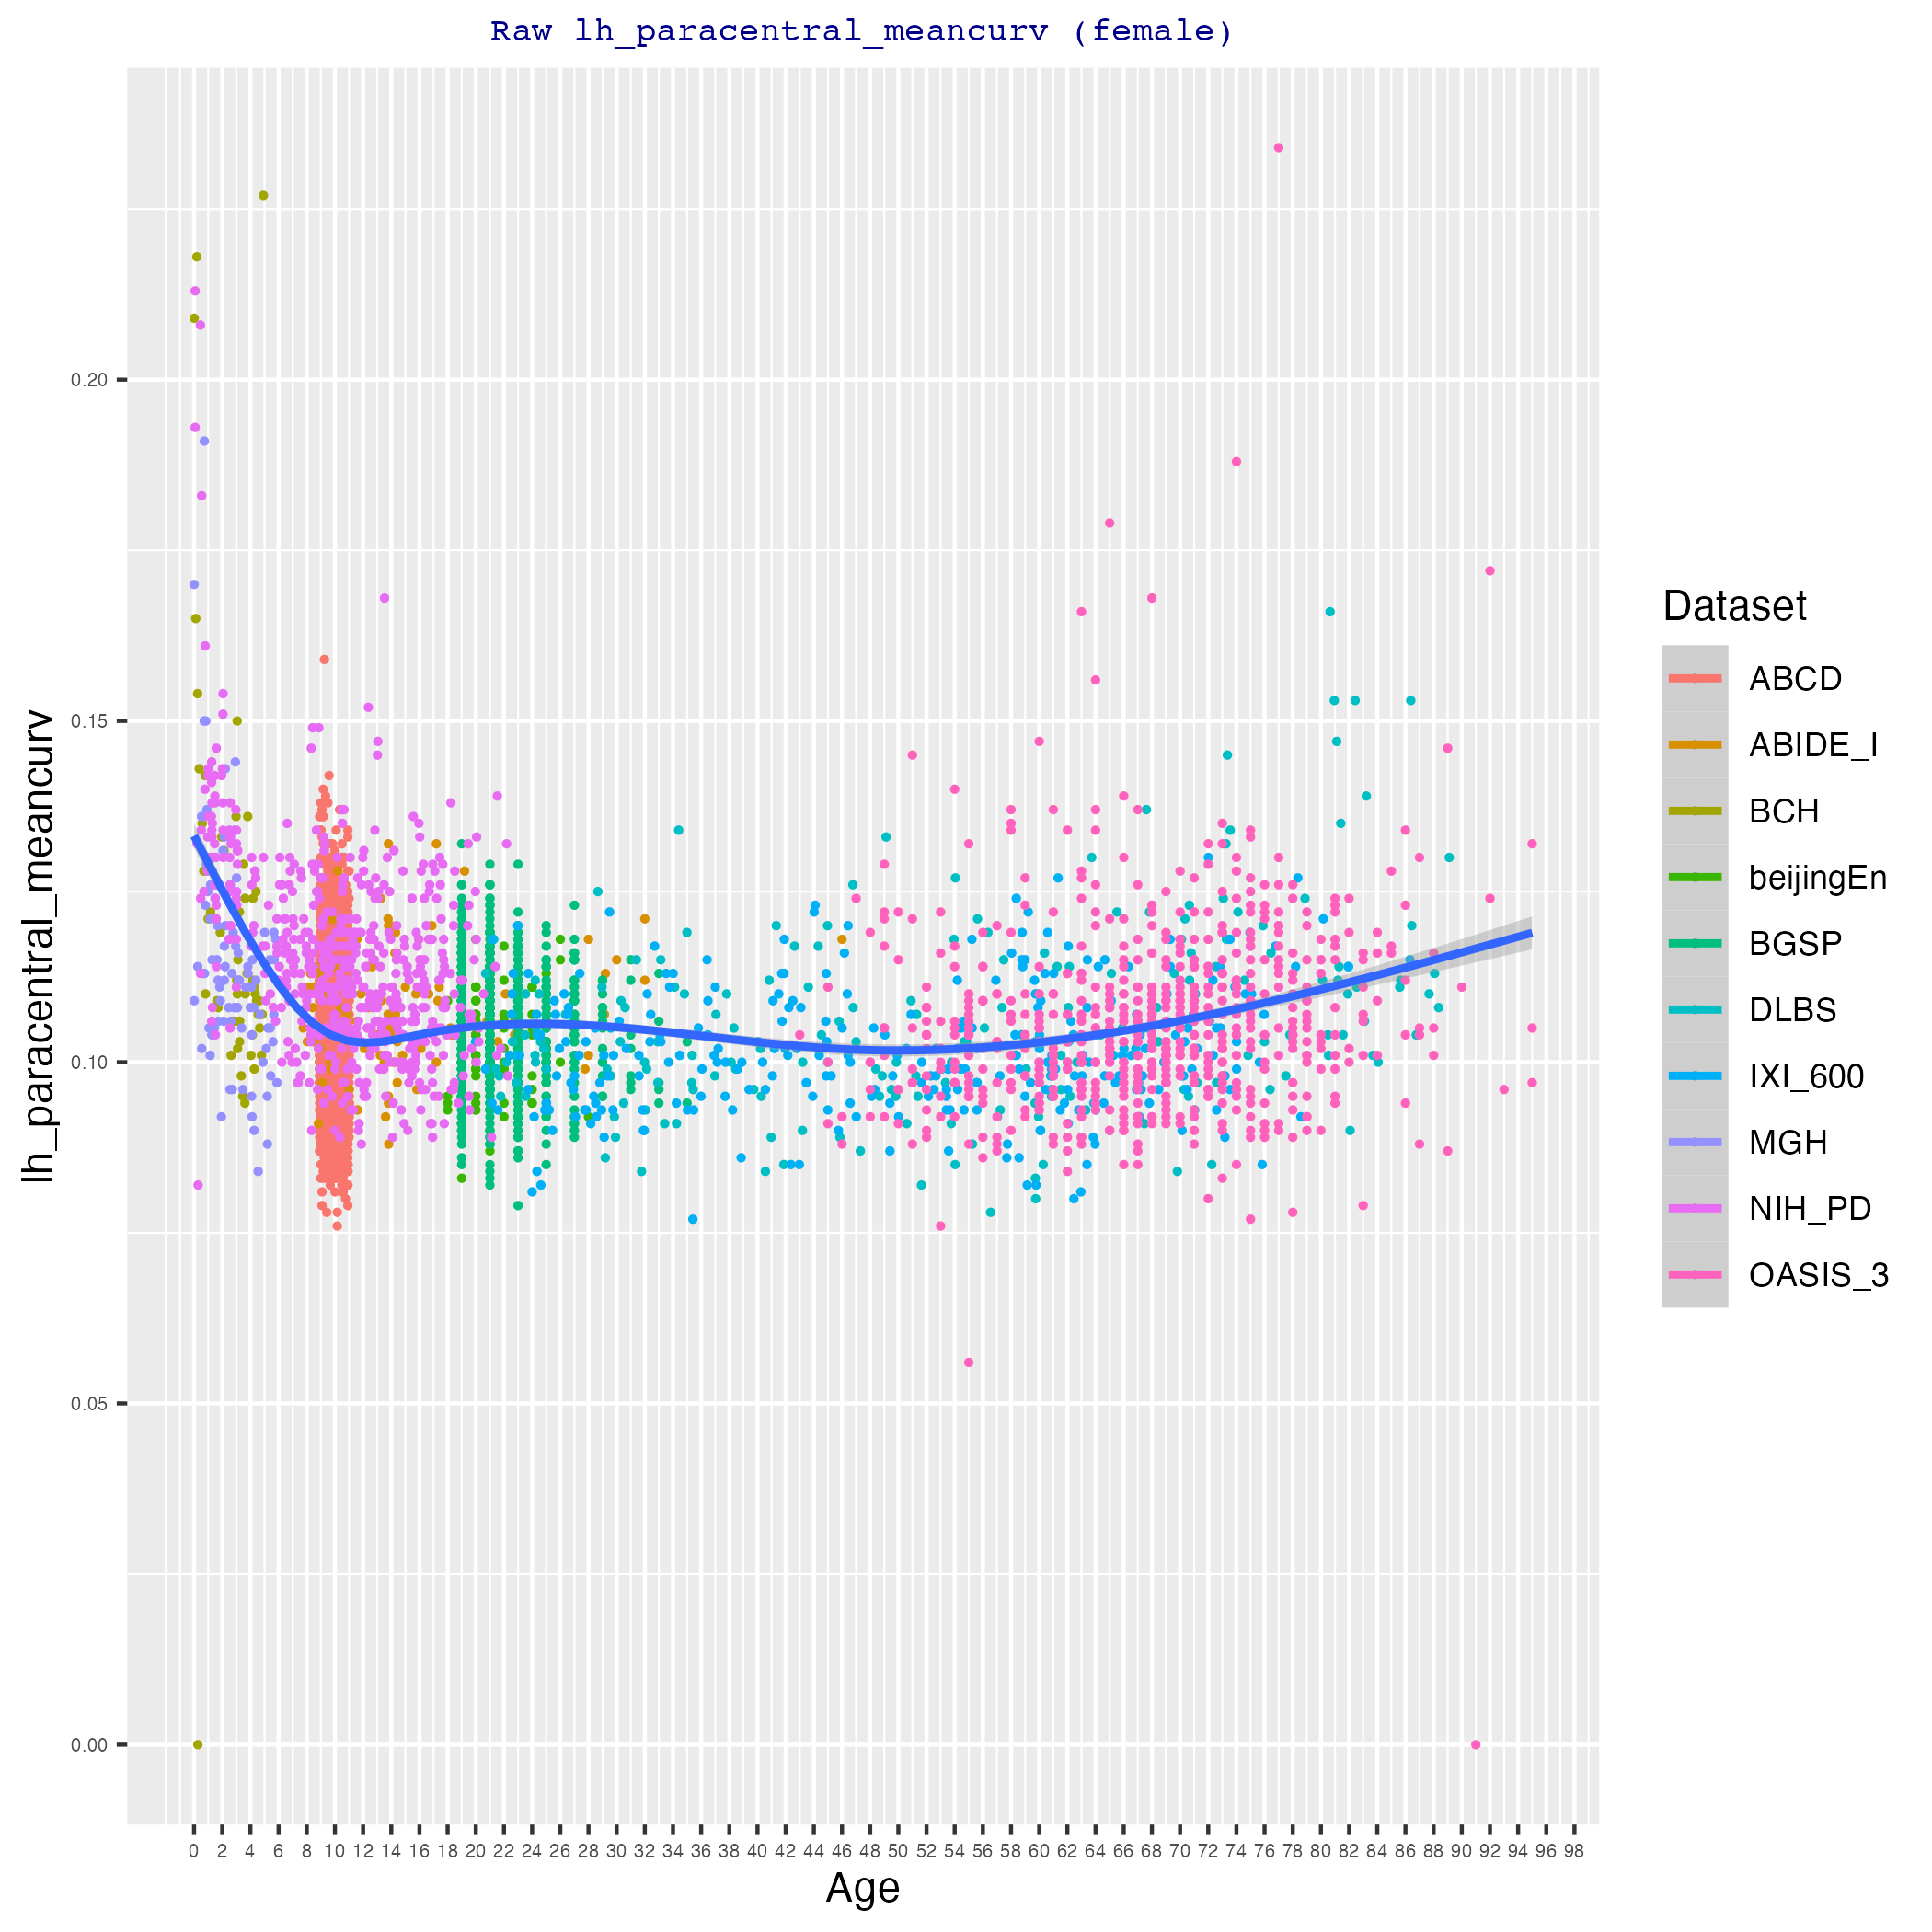 Raw lh_paracentral_meancurv (female)
lh_paracentral_meancurv
0.20
0.15
0.10
0.05
0.00
0 2 4 6 8 10 12 14 16 18 20 22 24 26 28 30 32 34 36 38 40 42 44 46 48 50 52 54 56 58 60 62 64 66 68 70 72 74 76 78 80 82 84 86 88 90 92 94 96 98
Age
Dataset
ABCD
ABIDE_I
BCH
beijingEn
BGSP
DLBS
IXI_600
MGH
NIH_PD
OASIS_3